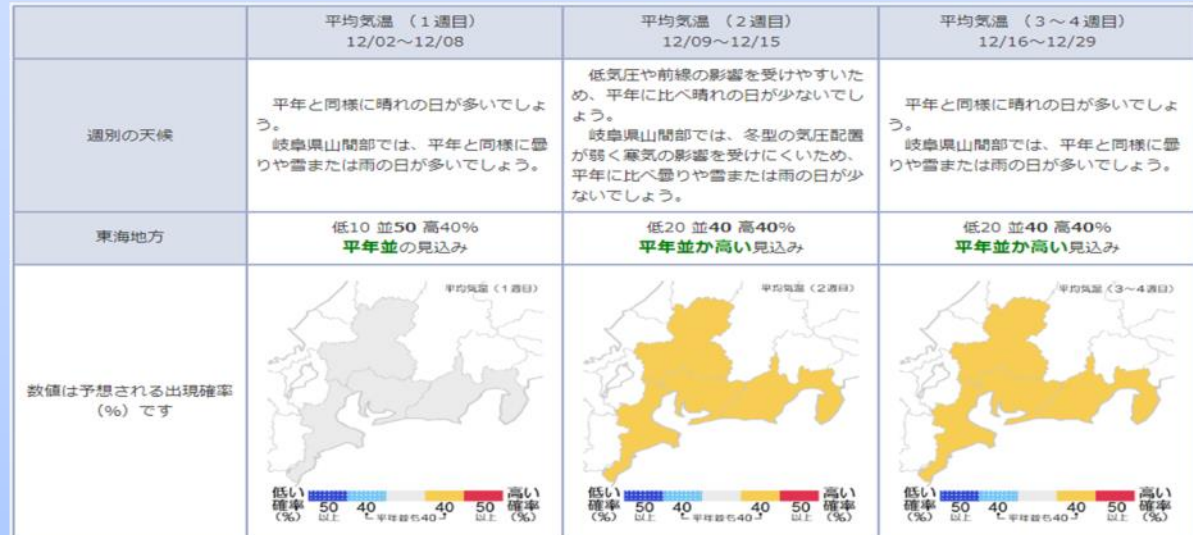 平均気温 (1週目)
12/02～12/08
平均気温 (2週目)
12/09～12/15
平均気温 (3～4週目)
12/16～12/29
週別の天候
平年と同様に晴れの日が多いでしょ
う。
岐阜県山間部では、平年と同様に曇
りや雪または雨の日が多いでしょう。
低気圧や前線の影響を受けやすいた
め、平年に比べ晴れの日が少ないでし
ょう。
岐阜県山間部では、冬型の気圧配置
が弱く寒気の影響を受けにくいため、
平年に比べ曇りや雪または雨の日が少
ないでしょう。
平年と同様に晴れの日が多いでしょ
う。
岐阜県山間部では、平年と同様に曇
りや雪または雨の日が多いでしょう。
東海地方
低10 並50 高40%
平年並の見込み
低20 並40 高40%
平年並か高い見込み
低20 並40 高40%
平年並か高い見込み
数値は予想される出現確率
(%) です
平均気温 (1週目)
低い確率(%) 50以上 40 平年並も40 40 50以上 高い確率(%)
平均気温 (2週目)
低い確率(%) 50以上 40 平年並も40 40 50以上 高い確率(%)
平均気温 (3～4週目)
低い確率(%) 50以上 40 平年並も40 40 50以上 高い確率(%)